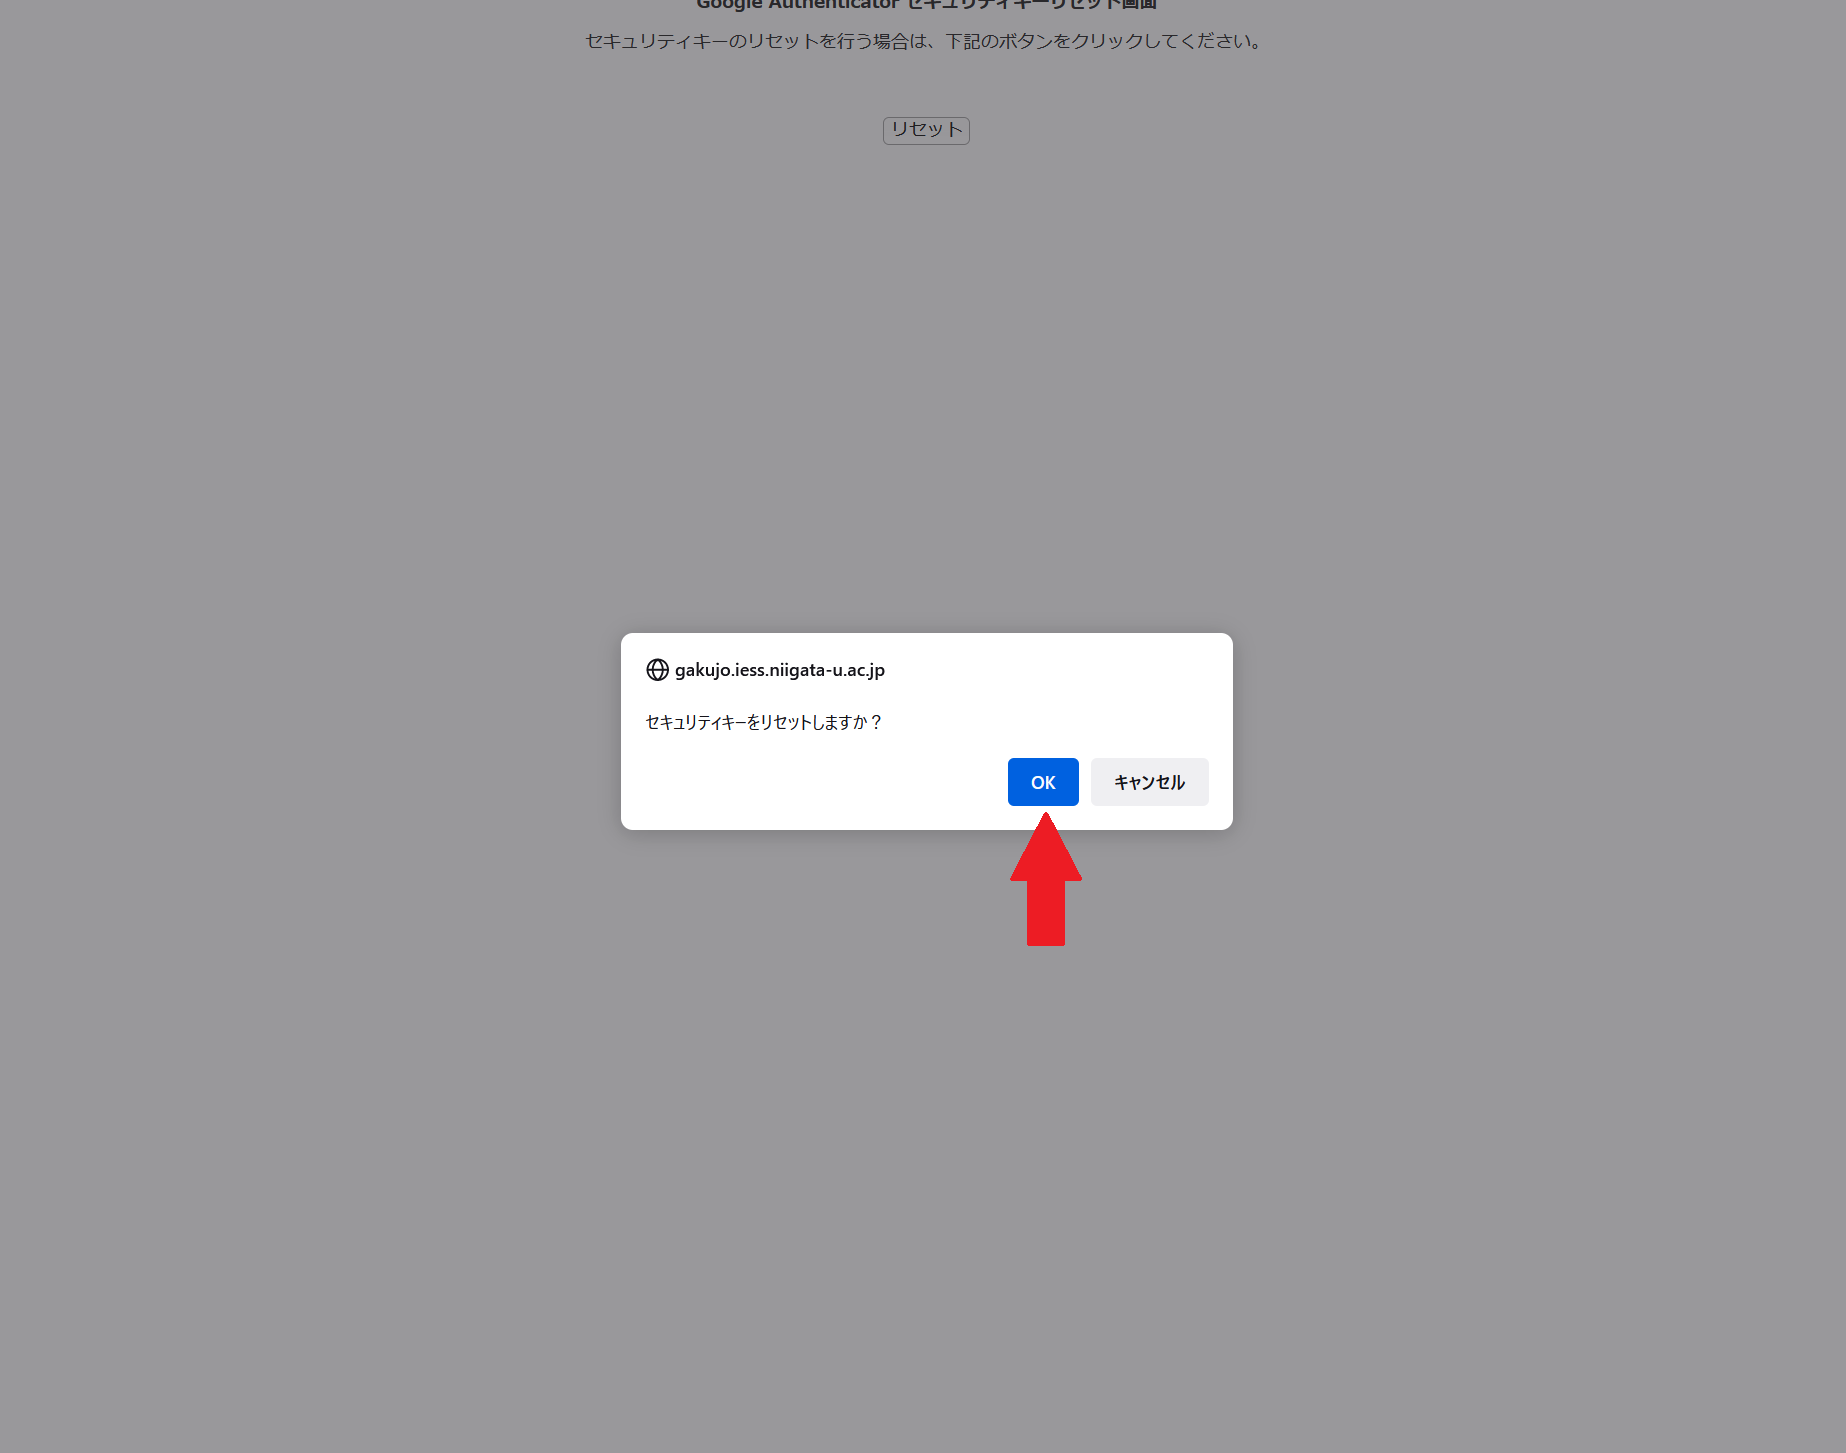 Google Authenticator セキュリティキーリセット画面
セキュリティキーのリセットを行う場合は、下記のボタンをクリックしてください。
リセット
gakujo.iess.niigata-u.ac.jp
セキュリティキーをリセットしますか？
OK
キャンセル